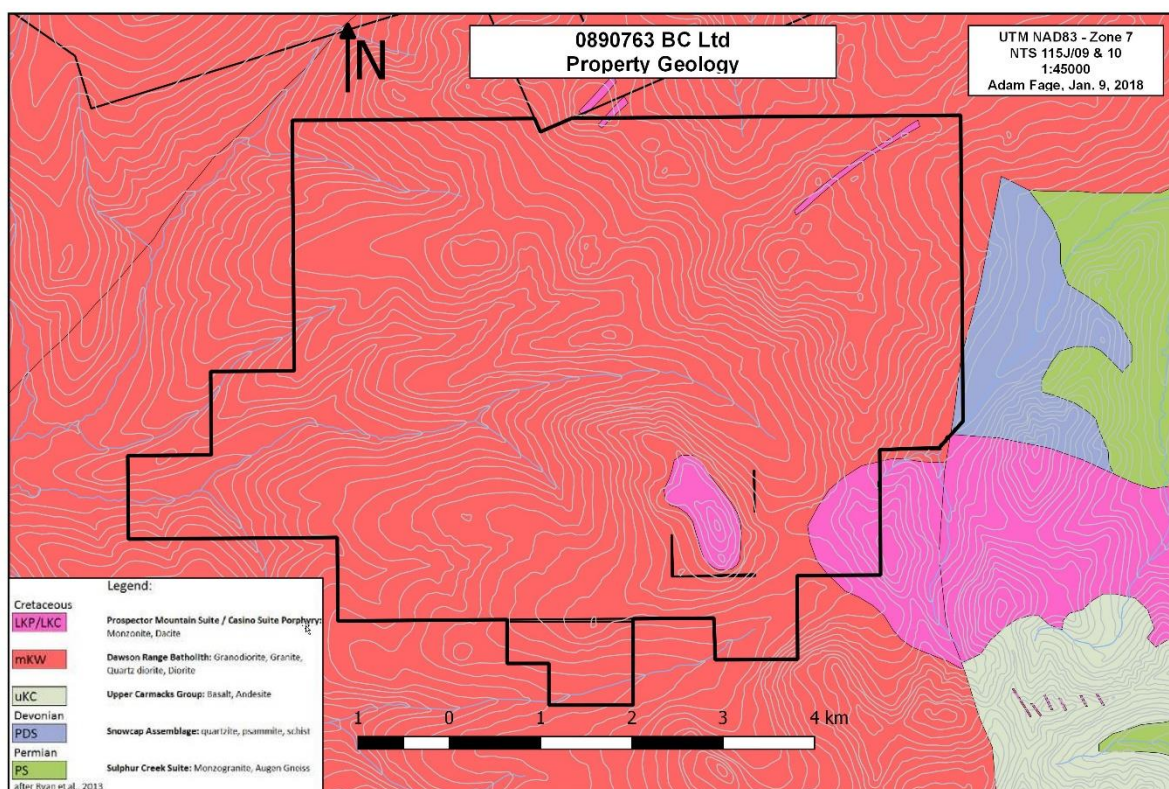 0890763 BC Ltd
Property Geology
UTM NAD83 - Zone 7
NTS 115J/09 & 10
1:45000
Adam Fage, Jan. 9, 2018
N
Legend:
Cretaceous
LKP/LKC
Prospector Mountain Suite / Casino Suite Porphyry:
Monzonite, Dacite
mKW
Dawson Range Batholith: Granodiorite, Granite,
Quartz diorite, Diorite
uKC
Upper Carmacks Group: Basalt, Andesite
Devonian
PDS
Snowcap Assemblage: quartzite, psammite, schist
Permian
PS
Sulphur Creek Suite: Monzogranite, Augen Gneiss
after Ryan et al., 2013
1 0 1 2 3 4 km